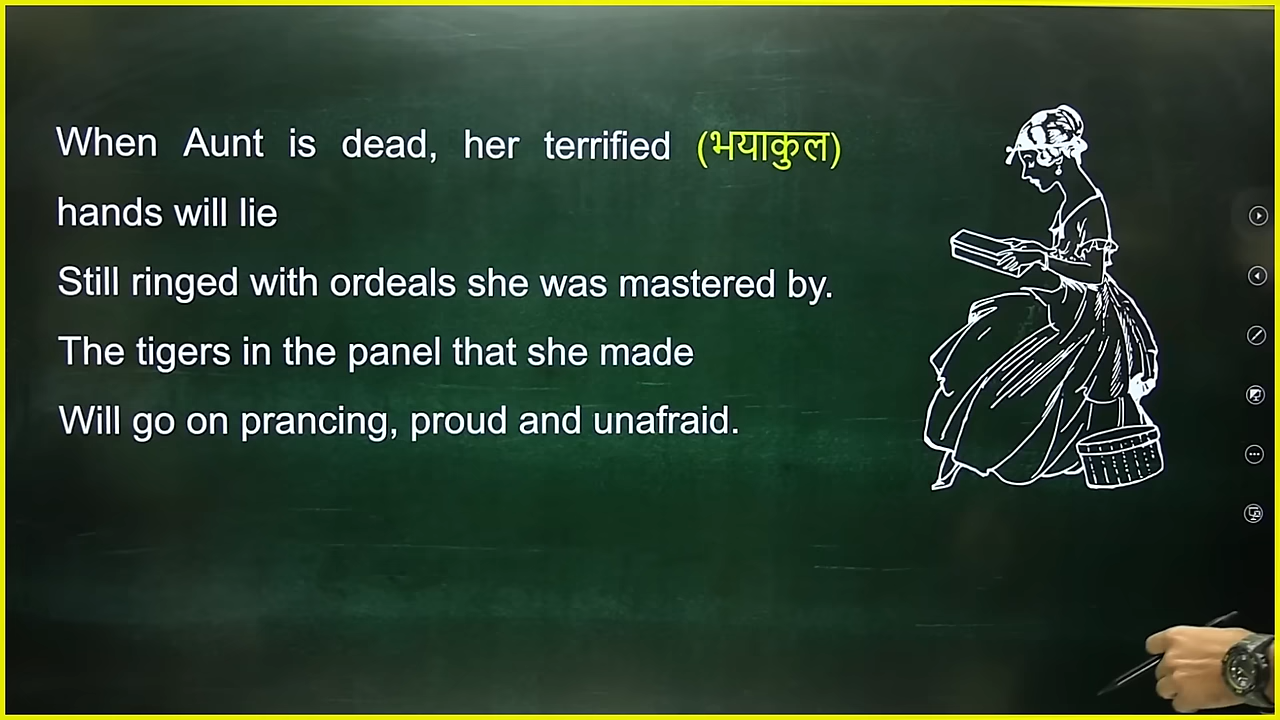 When Aunt is dead, her terrified (भयाकुल)
hands will lie
Still ringed with ordeals she was mastered by.
The tigers in the panel that she made
Will go on prancing, proud and unafraid.